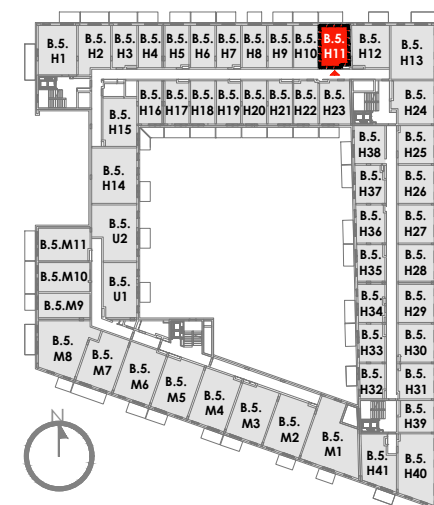 B.5.
H1
B.5.
H2
B.5.
H3
B.5.
H4
B.5.
H5
B.5.
H6
B.5.
H7
B.5.
H8
B.5.
H9
B.5.
H10
B.5.
H11
B.5.
H12
B.5.
H13
B.5.
H15
B.5.
H16
B.5.
H17
B.5.
H18
B.5.
H19
B.5.
H20
B.5.
H21
B.5.
H22
B.5.
H23
B.5.
H24
B.5.
H38
B.5.
H25
B.5.
H14
B.5.
H37
B.5.
H26
B.5.
U2
B.5.
H36
B.5.
H27
B.5.M11
B.5.
H35
B.5.
H28
B.5.M10
B.5.
U1
B.5.
H34
B.5.
H29
B.5.M9
B.5.
H33
B.5.
H30
B.5.
M8
B.5.
M7
B.5.
M6
B.5.
M5
B.5.
M4
B.5.
M3
B.5.
M2
B.5.
M1
B.5.
H32
B.5.
H31
B.5.
H39
B.5.
H41
B.5.
H40
N